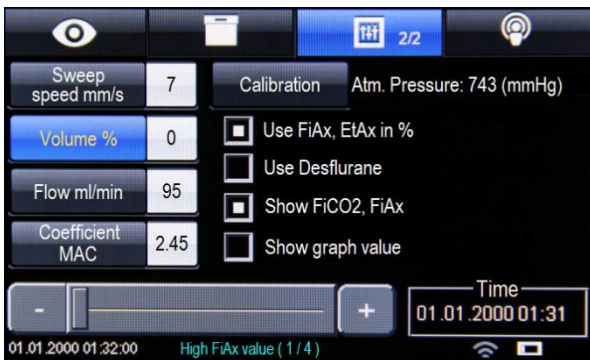 2/2
Sweep speed mm/s 7 Calibration Atm. Pressure: 743 (mmHg)
Volume % 0 Use FiAx, EtAx in %
Use Desflurane
Flow ml/min 95 Show FiCO2, FiAx
Coefficient MAC 2.45 Show graph value
- + Time
01.01.2000 01:31
01.01.2000 01:32:00 High FiAx value ( 1 / 4 )